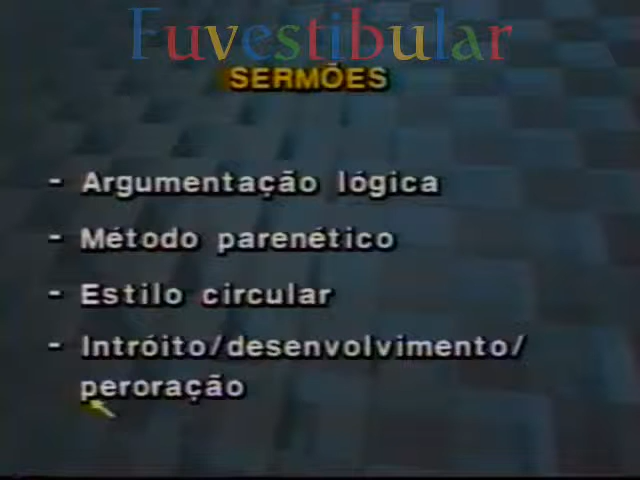 Fuvestibular
SERMÕES
- Argumentação lógica
- Método parenético
- Estilo circular
- Intróito/desenvolvimento/
peroração